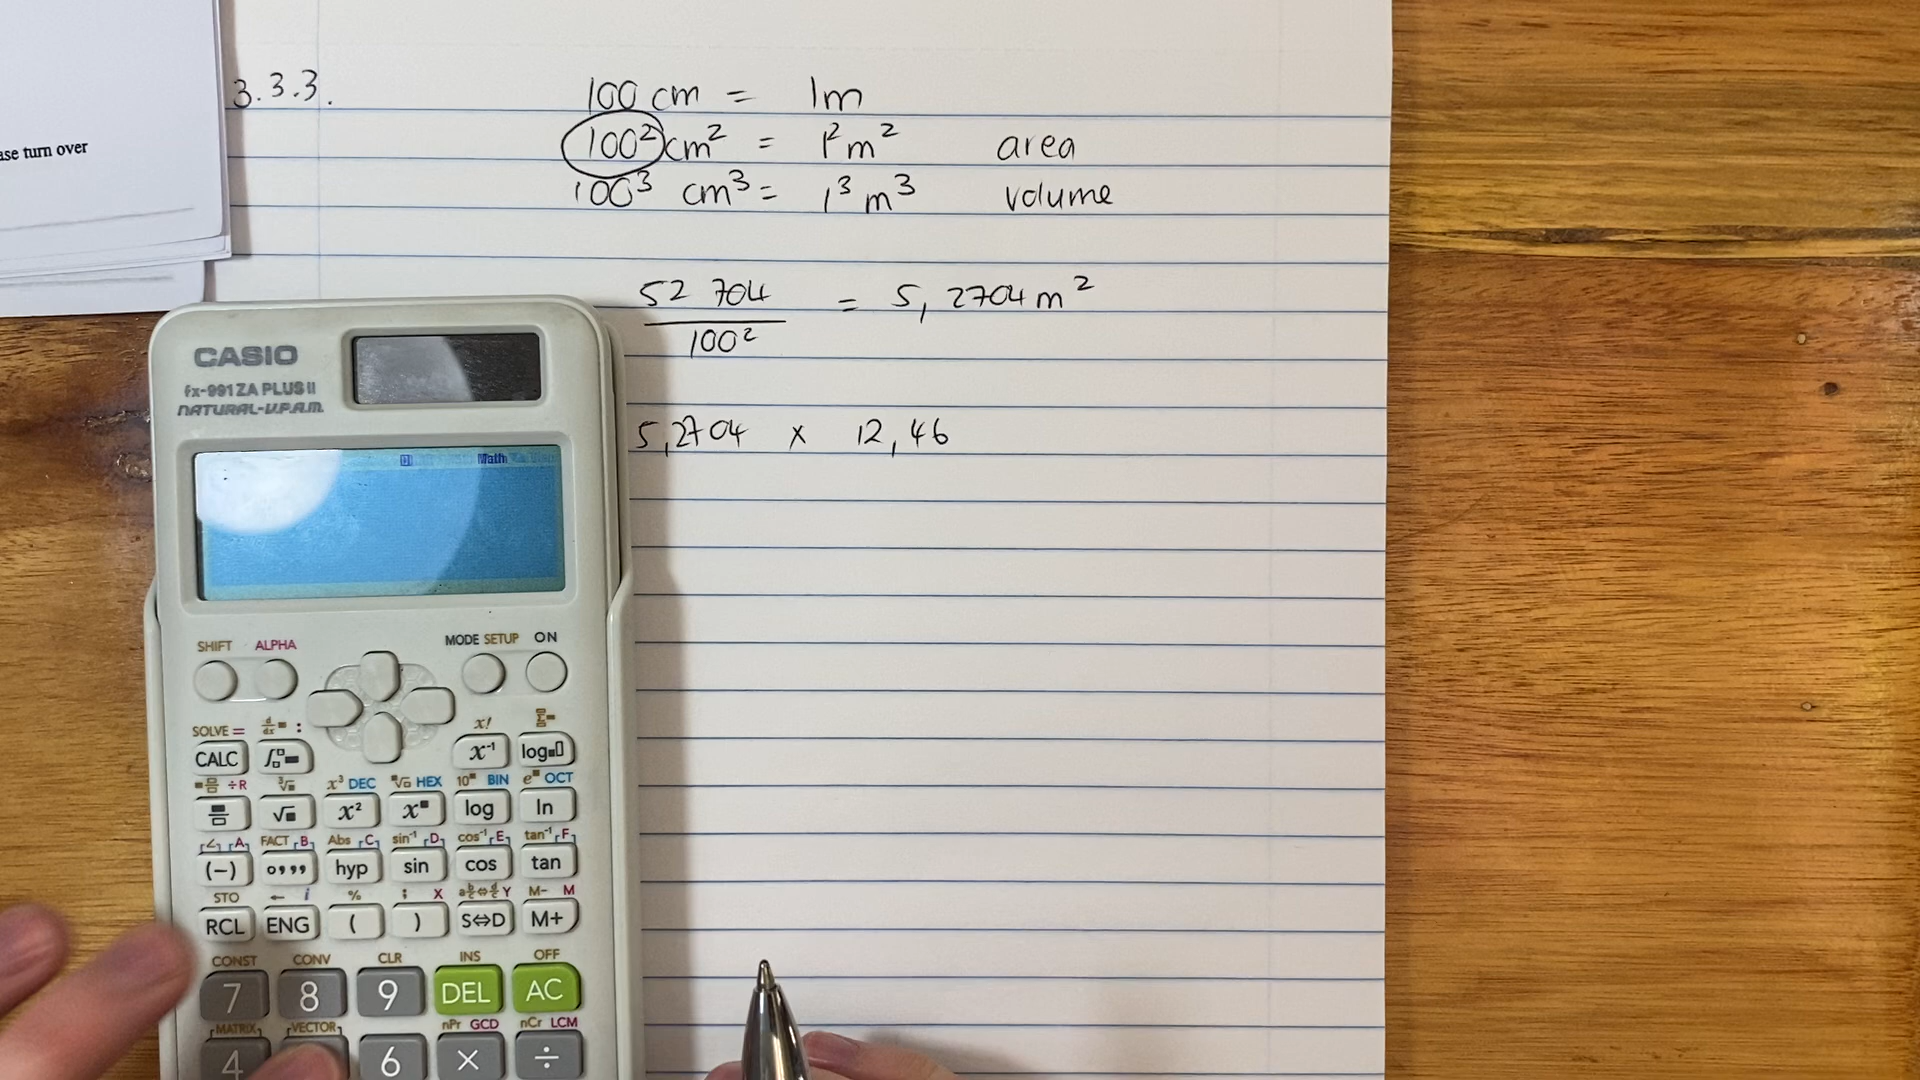 ase turn over
3.3.3.
100 cm = 1m
100² cm² = 1² m² area
100³ cm³ = 1³ m³ volume
52 704
100²
= 5,2704 m²
5,2704 x 12,46
CASIO
fx-991ZA PLUS II
NATURAL-V.P.A.M.
Math
SHIFT ALPHA MODE SETUP ON
SOLVE = d/dx = : x! Σ=
CALC ∫ x⁻¹ log
÷R ³√ x³ DEC √ HEX 10 BIN e OCT
√ x² x■ log ln
∠ A FACT B Abs C sin⁻¹ D cos⁻¹ E tan⁻¹ F
(−) °,,, hyp sin cos tan
STO ← i % ; X a b/c⇔d/c Y M− M
RCL ENG ( ) S⇔D M+
CONST CONV CLR INS OFF
7 8 9 DEL AC
MATRIX VECTOR nPr GCD nCr LCM
4 6 × ÷